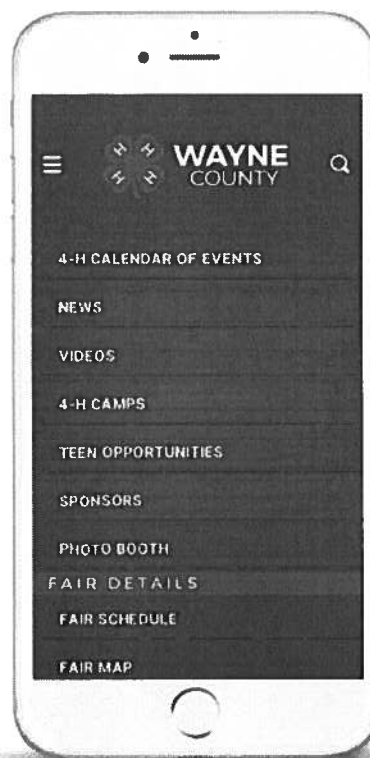 H H
WAYNE
H H
COUNTY
4-H CALENDAR OF EVENTS
NEWS
VIDEOS
4-H CAMPS
TEEN OPPORTUNITIES
SPONSORS
PHOTO BOOTH
FAIR DETAILS
FAIR SCHEDULE
FAIR MAP